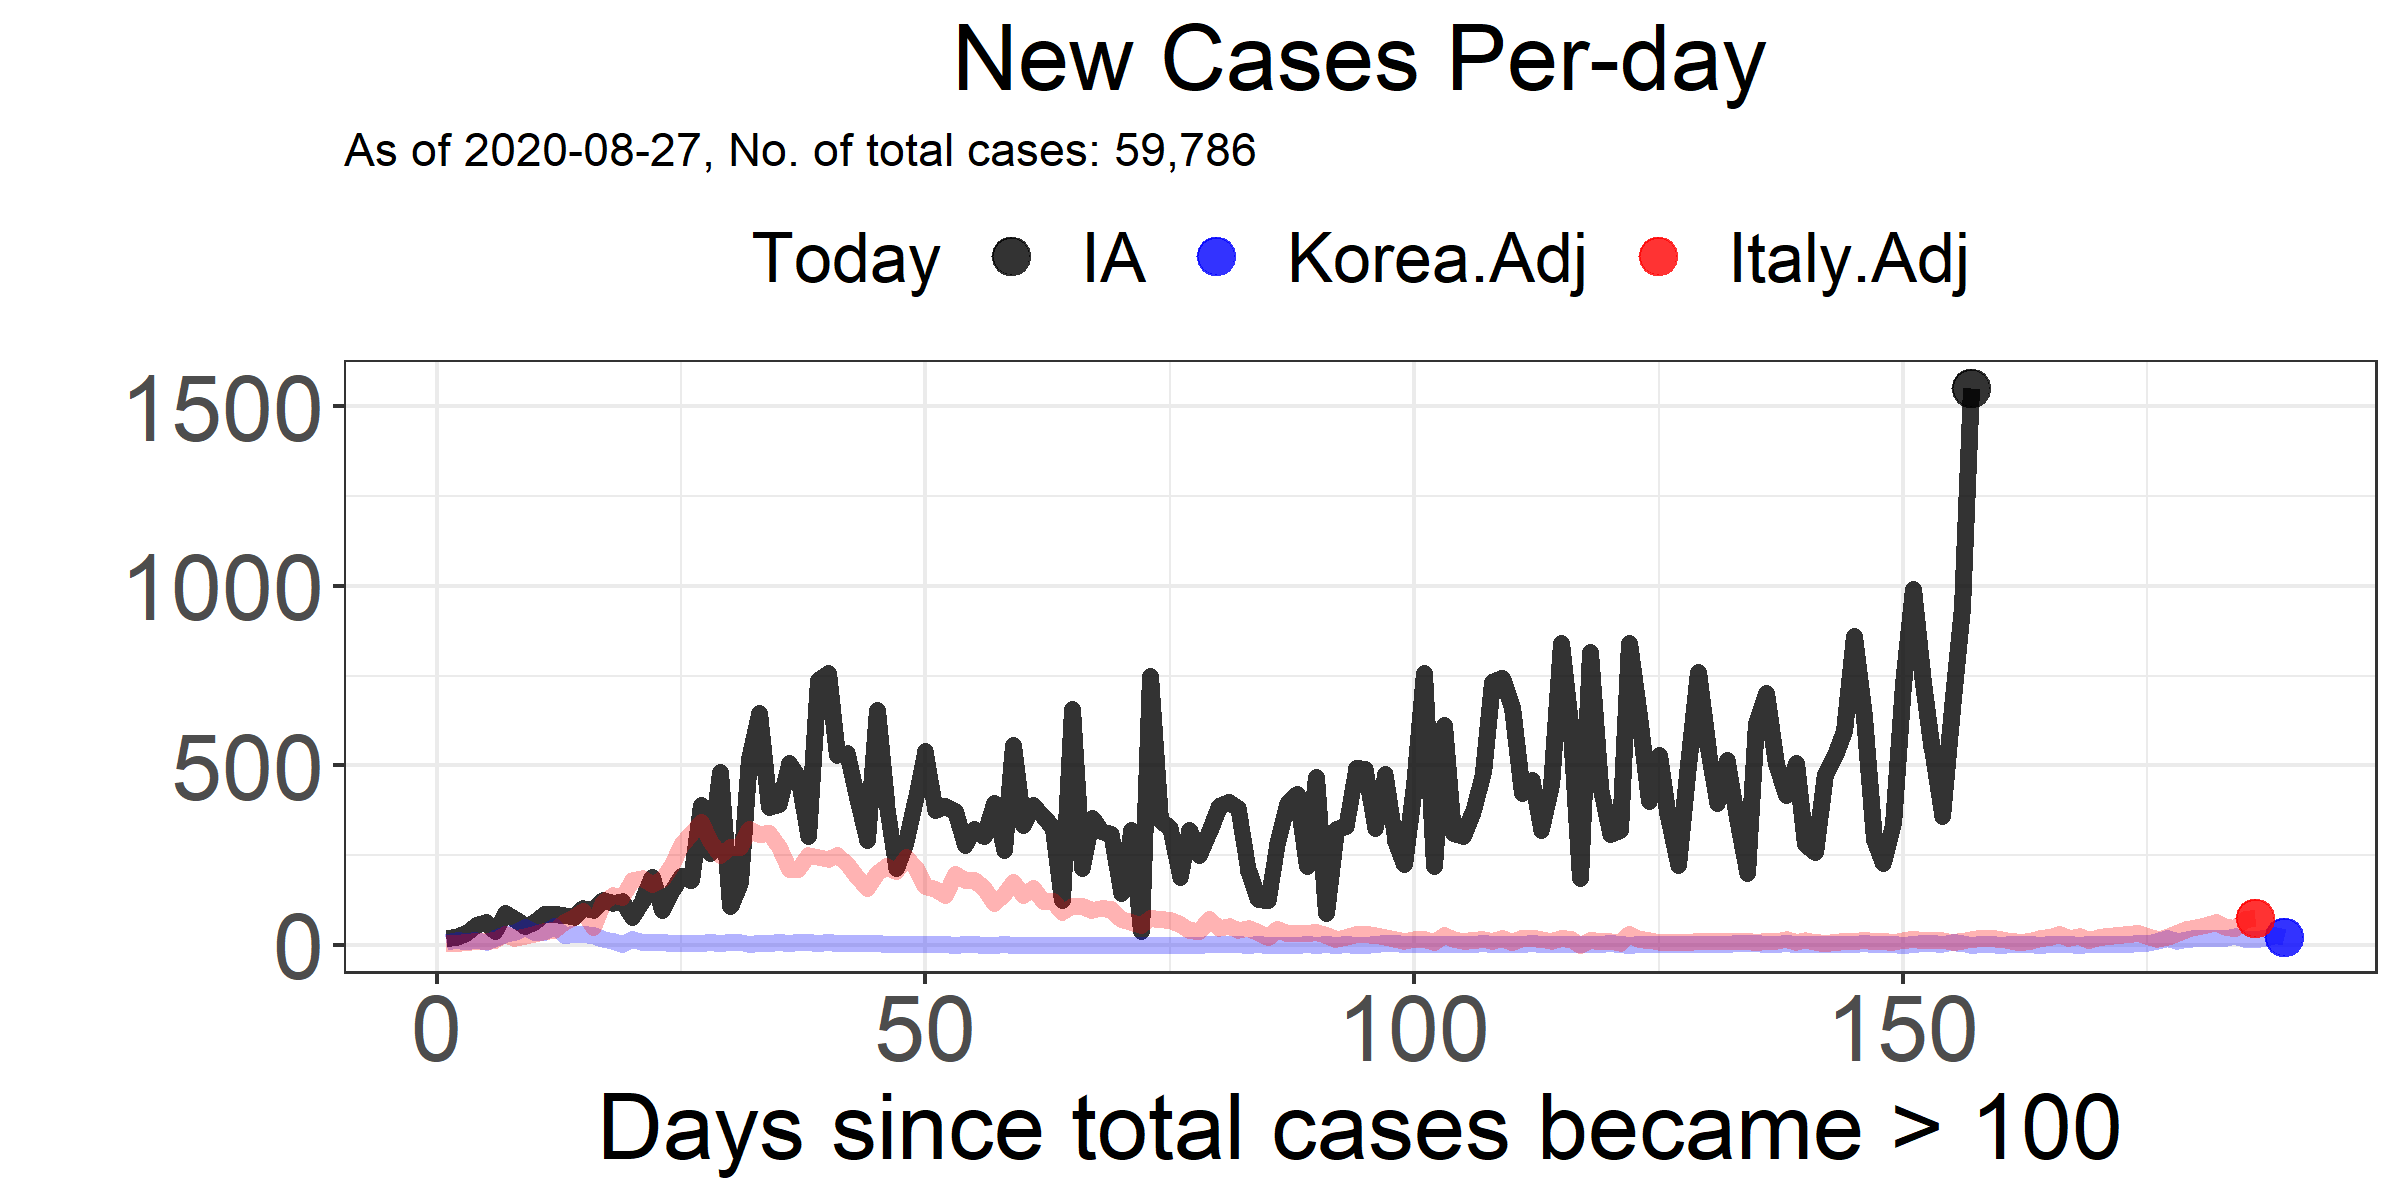 New Cases Per-day
As of 2020-08-27, No. of total cases: 59,786
Today IA Korea.Adj Italy.Adj
1500
1000
500
0
0 50 100 150
Days since total cases became > 100